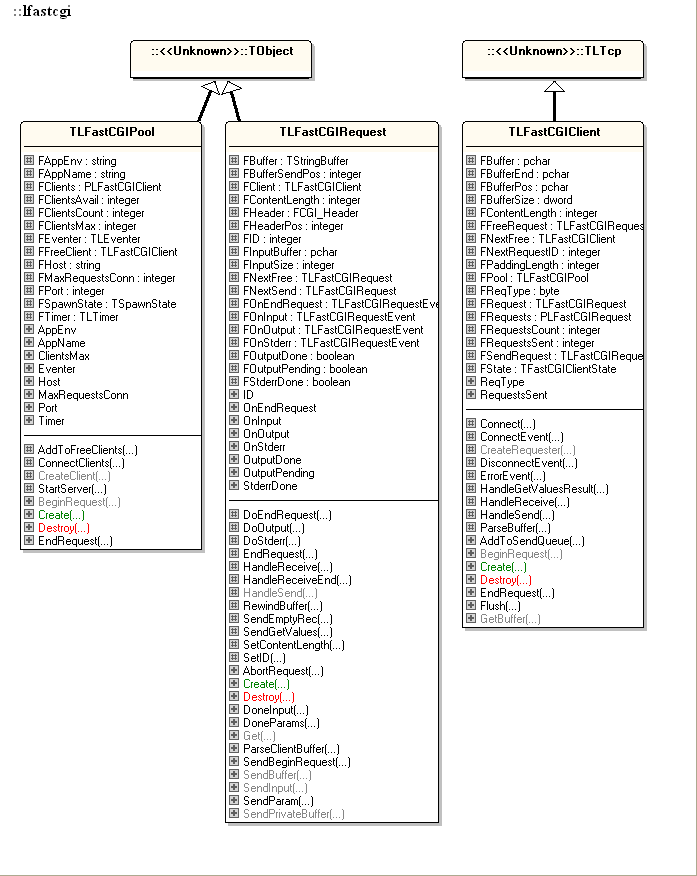 ::lfastcgi
::<<Unknown>>::TObject
::<<Unknown>>::TLTcp
TLFastCGIPool
FAppEnv : string
FAppName : string
FClients : PLFastCGIClient
FClientsAvail : integer
FClientsCount : integer
FClientsMax : integer
FEventer : TLEventer
FFreeClient : TLFastCGIClient
FHost : string
FMaxRequestsConn : integer
FPort : integer
FSpawnState : TSpawnState
FTimer : TLTimer
AppEnv
AppName
ClientsMax
Eventer
Host
MaxRequestsConn
Port
Timer
AddToFreeClients(...)
ConnectClients(...)
CreateClient(...)
StartServer(...)
BeginRequest(...)
Create(...)
Destroy(...)
EndRequest(...)
TLFastCGIRequest
FBuffer : TStringBuffer
FBufferSendPos : integer
FClient : TLFastCGIClient
FContentLength : integer
FHeader : FCGI_Header
FHeaderPos : integer
FID : integer
FInputBuffer : pchar
FInputSize : integer
FNextFree : TLFastCGIRequest
FNextSend : TLFastCGIRequest
FOnEndRequest : TLFastCGIRequestEve
FOnInput : TLFastCGIRequestEvent
FOnOutput : TLFastCGIRequestEvent
FOnStderr : TLFastCGIRequestEvent
FOutputDone : boolean
FOutputPending : boolean
FStderrDone : boolean
ID
OnEndRequest
OnInput
OnOutput
OnStderr
OutputDone
OutputPending
StderrDone
DoEndRequest(...)
DoOutput(...)
DoStderr(...)
EndRequest(...)
HandleReceive(...)
HandleReceiveEnd(...)
HandleSend(...)
RewindBuffer(...)
SendEmptyRec(...)
SendGetValues(...)
SetContentLength(...)
SetID(...)
AbortRequest(...)
Create(...)
Destroy(...)
DoneInput(...)
DoneParams(...)
Get(...)
ParseClientBuffer(...)
SendBeginRequest(...)
SendBuffer(...)
SendInput(...)
SendParam(...)
SendPrivateBuffer(...)
TLFastCGIClient
FBuffer : pchar
FBufferEnd : pchar
FBufferPos : pchar
FBufferSize : dword
FContentLength : integer
FFreeRequest : TLFastCGIReques
FNextFree : TLFastCGIClient
FNextRequestID : integer
FPaddingLength : integer
FPool : TLFastCGIPool
FReqType : byte
FRequest : TLFastCGIRequest
FRequests : PLFastCGIRequest
FRequestsCount : integer
FRequestsSent : integer
FSendRequest : TLFastCGIReque
FState : TFastCGIClientState
ReqType
RequestsSent
Connect(...)
ConnectEvent(...)
CreateRequester(...)
DisconnectEvent(...)
ErrorEvent(...)
HandleGetValuesResult(...)
HandleReceive(...)
HandleSend(...)
ParseBuffer(...)
AddToSendQueue(...)
BeginRequest(...)
Create(...)
Destroy(...)
EndRequest(...)
Flush(...)
GetBuffer(...)